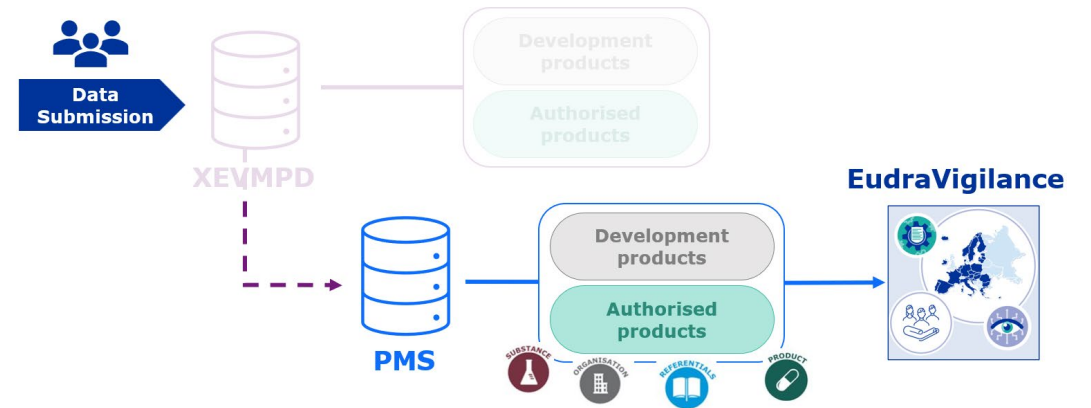 Data
Submission
XEVMPD
Development
products
Authorised
products
EudraVigilance
PMS
Development
products
Authorised
products
SUBSTANCE
ORGANISATION
REFERENTIALS
PRODUCT